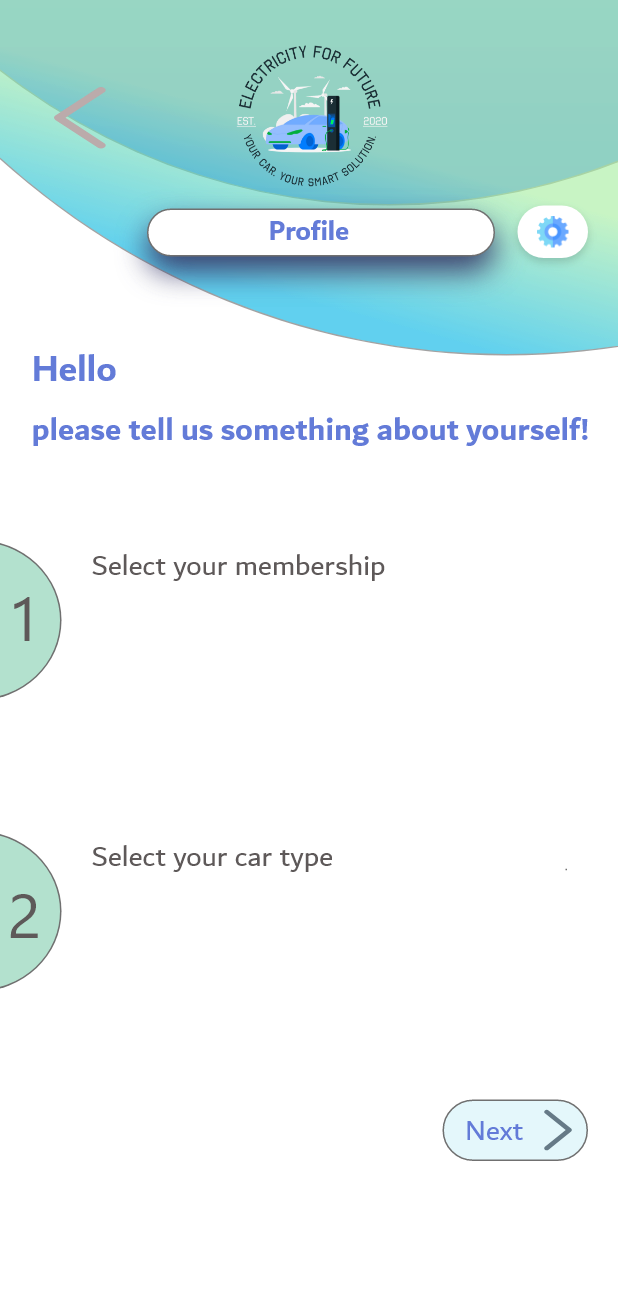 ELECTRICITY FOR FUTURE
EST. 2020
YOUR CAR. YOUR SMART SOLUTION.
Profile
Hello
please tell us something about yourself!
Select your membership
1
Select your car type
2
Next